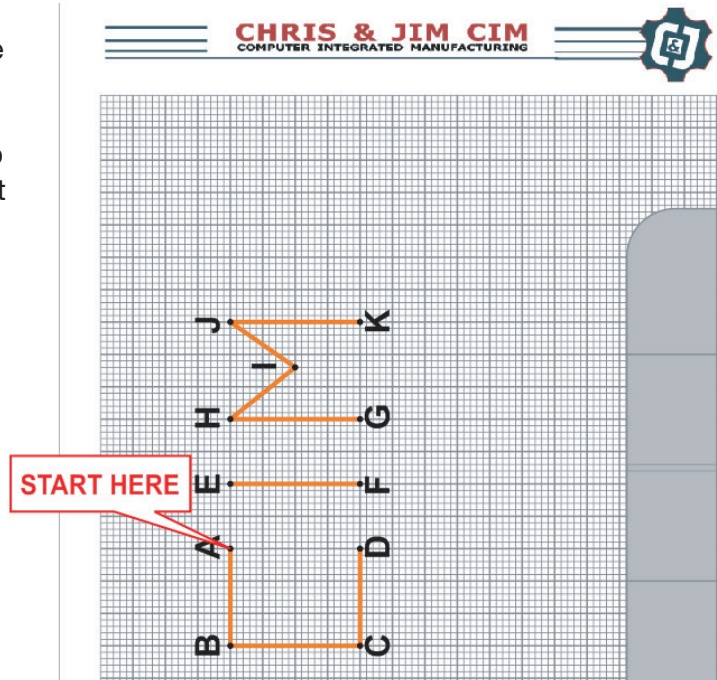 CHRIS & JIM CIM
COMPUTER INTEGRATED MANUFACTURING
&
e
o
t
J
K
I
H
G
START HERE
E
F
A
D
B
C